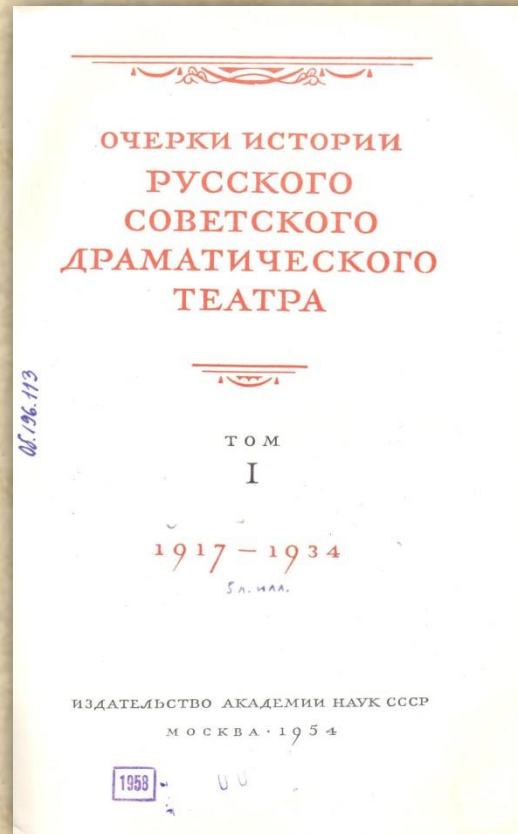 ОЧЕРКИ ИСТОРИИ
РУССКОГО
СОВЕТСКОГО
ДРАМАТИЧЕСКОГО
ТЕАТРА
Об.196.113
ТОМ
I
1917 — 1934
5 л. илл.
ИЗДАТЕЛЬСТВО АКАДЕМИИ НАУК СССР
МОСКВА · 1954
1958